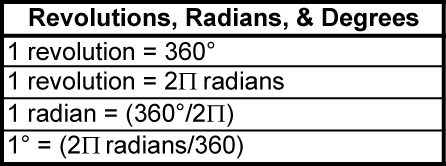 Revolutions, Radians, & Degrees
1 revolution = 360°
1 revolution = 2Π radians
1 radian = (360°/2Π)
1° = (2Π radians/360)